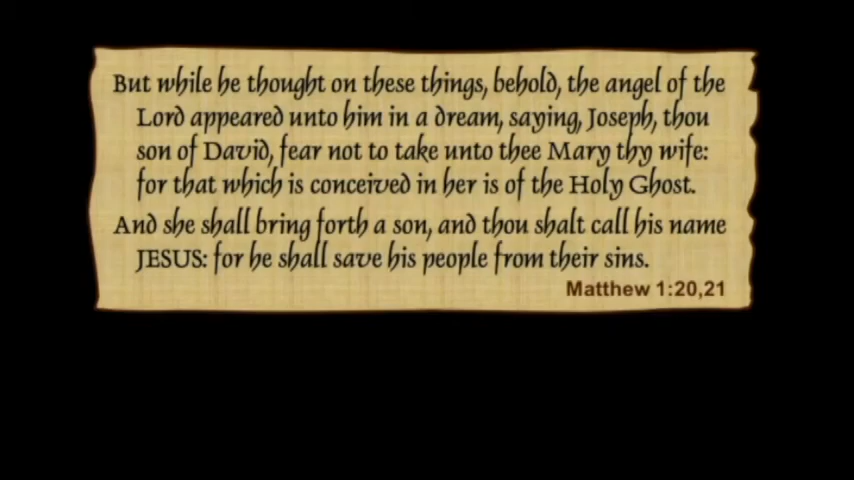 But while he thought on these things, behold, the angel of the
Lord appeared unto him in a dream, saying, Joseph, thou
son of David, fear not to take unto thee Mary thy wife:
for that which is conceived in her is of the Holy Ghost.
And she shall bring forth a son, and thou shalt call his name
JESUS: for he shall save his people from their sins.
Matthew 1:20,21